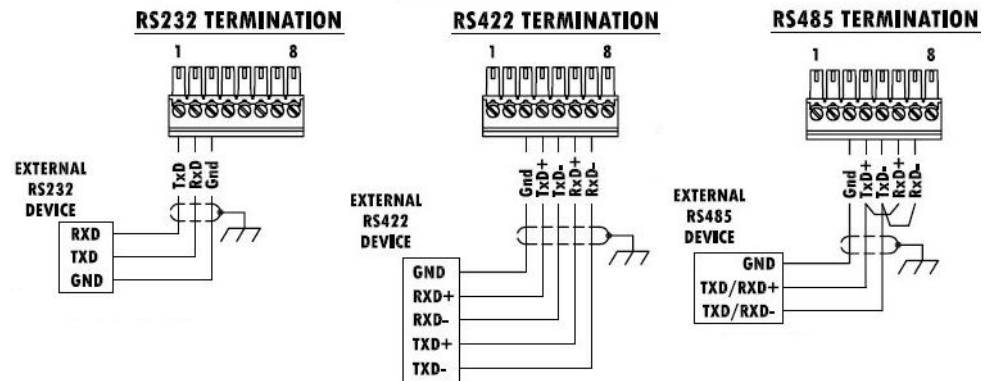 RS232 TERMINATION
1 8
TxD
RxD
Gnd
EXTERNAL
RS232
DEVICE
RXD
TXD
GND
RS422 TERMINATION
1 8
Gnd
TxD+
TxD-
RxD+
RxD-
EXTERNAL
RS422
DEVICE
GND
RXD+
RXD-
TXD+
TXD-
RS485 TERMINATION
1 8
Gnd
TxD+
TxD-
RxD+
RxD-
EXTERNAL
RS485
DEVICE
GND
TXD/RXD+
TXD/RXD-